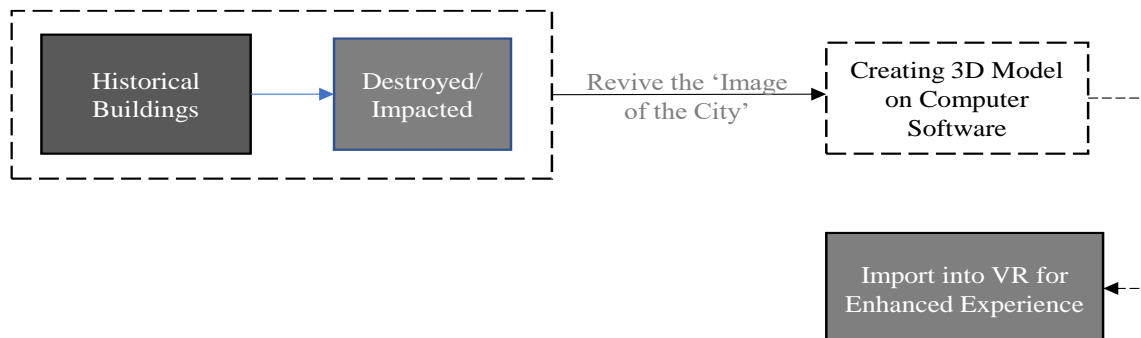 Historical
Buildings
Destroyed/
Impacted
Revive the ‘Image
of the City’
Creating 3D Model
on Computer
Software
Import into VR for
Enhanced Experience